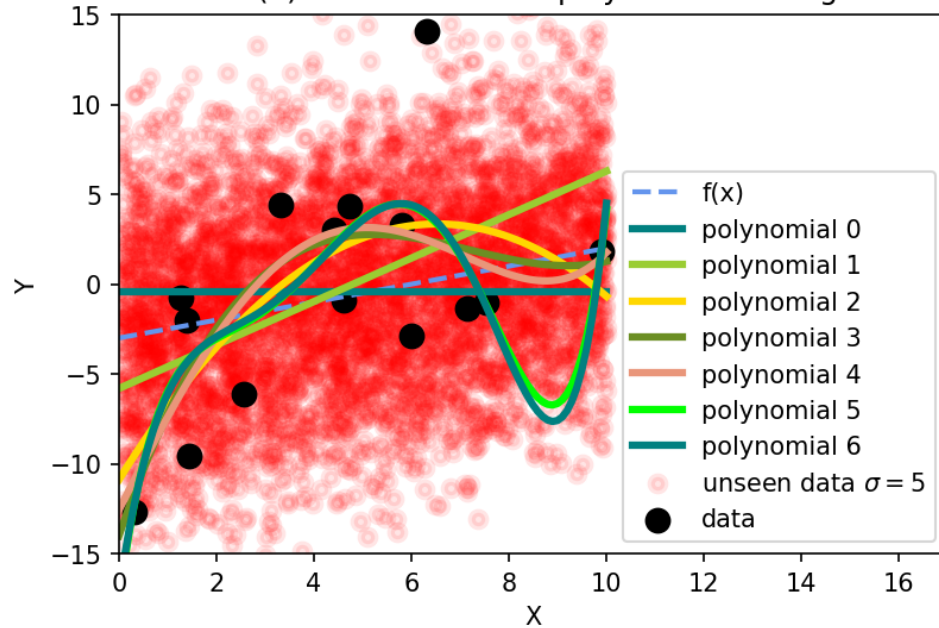 15
10
5
0
−5
−10
−15
Y
0 2 4 6 8 10 12 14 16
X
f(x)
polynomial 0
polynomial 1
polynomial 2
polynomial 3
polynomial 4
polynomial 5
polynomial 6
unseen data σ = 5
data